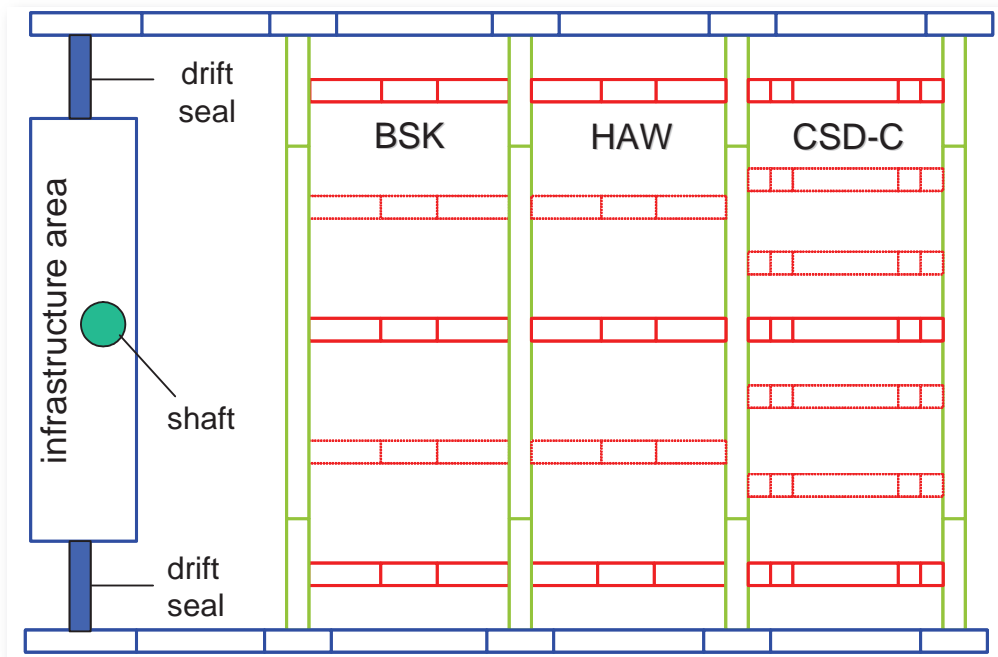 drift
seal
BSK
HAW
CSD-C
infrastructure area
shaft
drift
seal